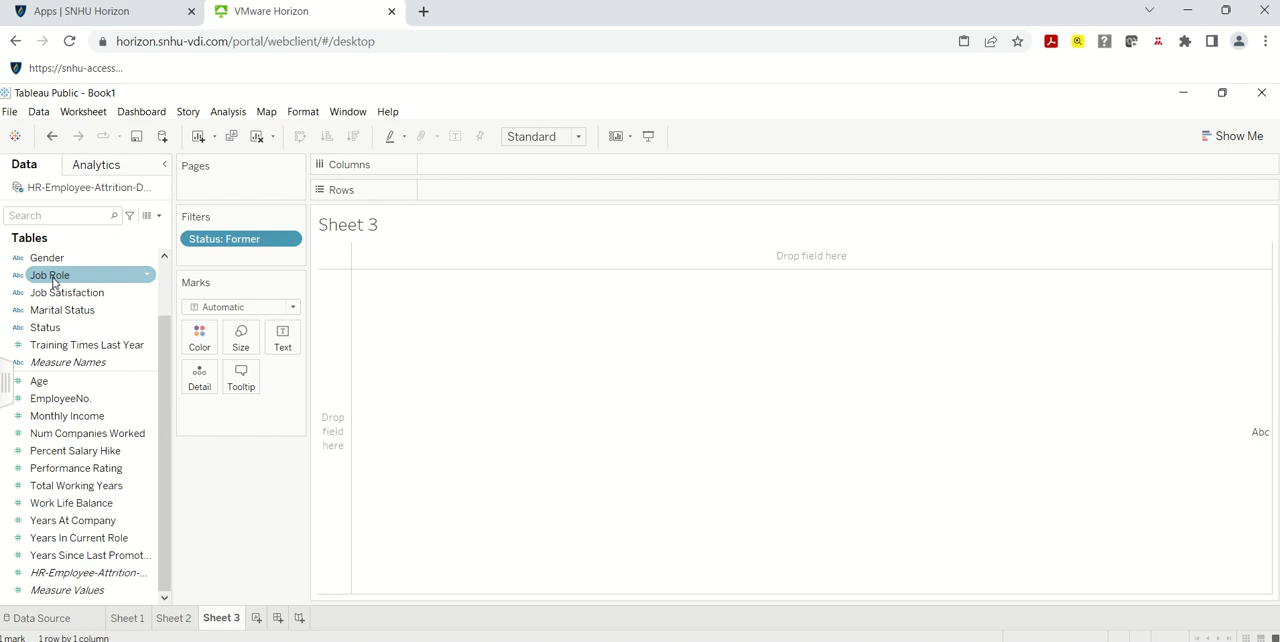 Apps | SNHU Horizon
VMware Horizon
horizon.snhu-vdi.com/portal/webclient/#/desktop
https://snhu-access...
Tableau Public - Book1
File Data Worksheet Dashboard Story Analysis Map Format Window Help
Standard
Show Me
Data
Analytics
Pages
Columns
HR-Employee-Attrition-D...
Rows
Search
Filters
Sheet 3
Tables
Status: Former
Abc Gender
Drop field here
Abc Job Role
Marks
Abc Job Satisfaction
Automatic
Abc Marital Status
Abc Status
Color Size Text
# Training Times Last Year
Abc Measure Names
Detail Tooltip
# Age
# EmployeeNo.
# Monthly Income
Drop
field
here
# Num Companies Worked
Abc
# Percent Salary Hike
# Performance Rating
# Total Working Years
# Work Life Balance
# Years At Company
# Years In Current Role
# Years Since Last Promot...
# HR-Employee-Attrition-...
# Measure Values
Data Source Sheet 1 Sheet 2 Sheet 3
1 mark 1 row by 1 column